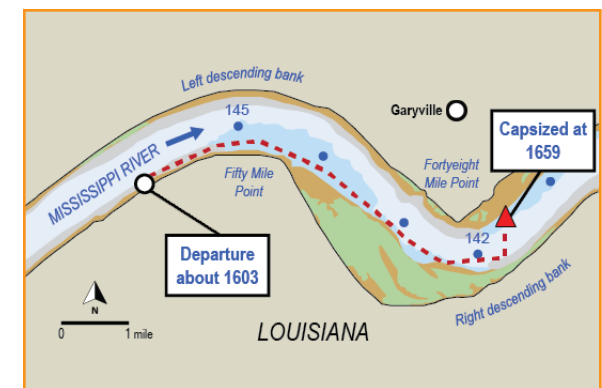 Left descending bank
145
MISSISSIPPI RIVER
Garyville
Capsized at
1659
Fifty Mile
Point
Fortyeight
Mile Point
142
Departure
about 1603
Right descending bank
N
0 1 mile
LOUISIANA